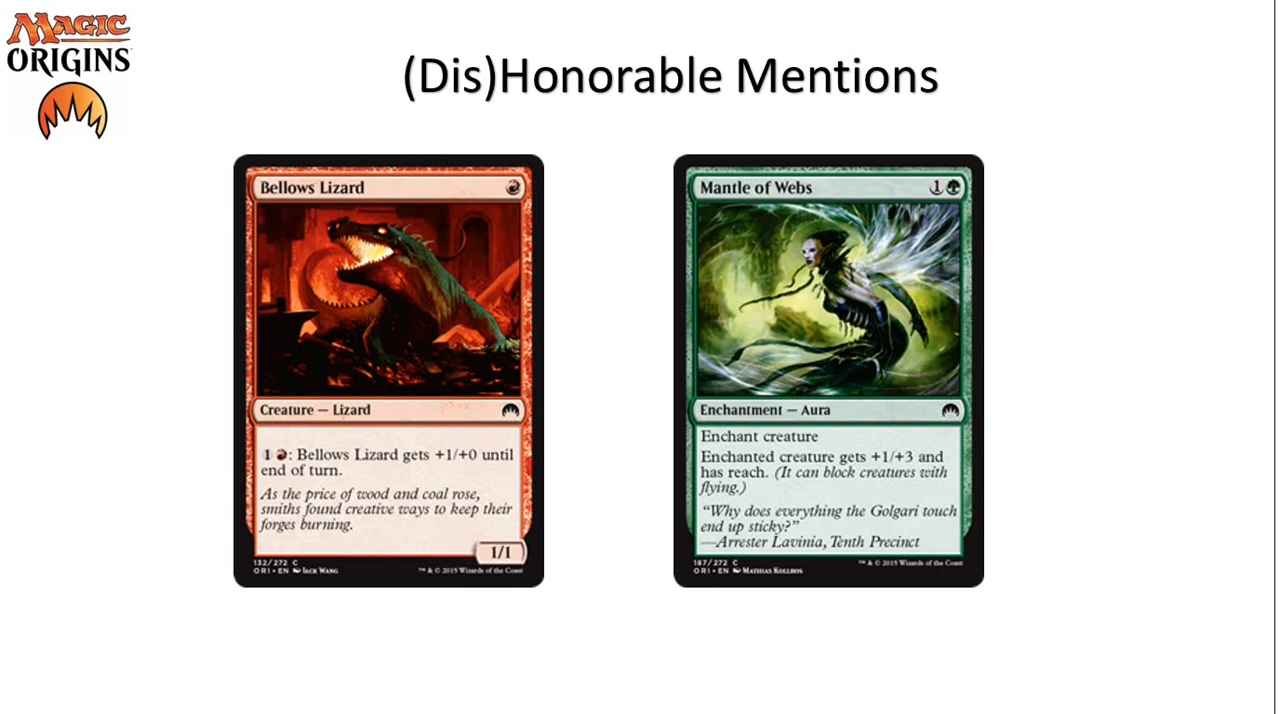 MAGIC
ORIGINS
(Dis)Honorable Mentions
Bellows Lizard
Creature — Lizard
1 : Bellows Lizard gets +1/+0 until
end of turn.
As the price of wood and coal rose,
smiths found creative ways to keep their
forges burning.
1/1
132/272 C
ORI • EN Jack Wang
™ & © 2015 Wizards of the Coast
Mantle of Webs
1
Enchantment — Aura
Enchant creature
Enchanted creature gets +1/+3 and
has reach. (It can block creatures with
flying.)
“Why does everything the Golgari touch
end up sticky?”
—Arrester Lavinia, Tenth Precinct
187/272 C
ORI • EN Mathias Kollros
™ & © 2015 Wizards of the Coast